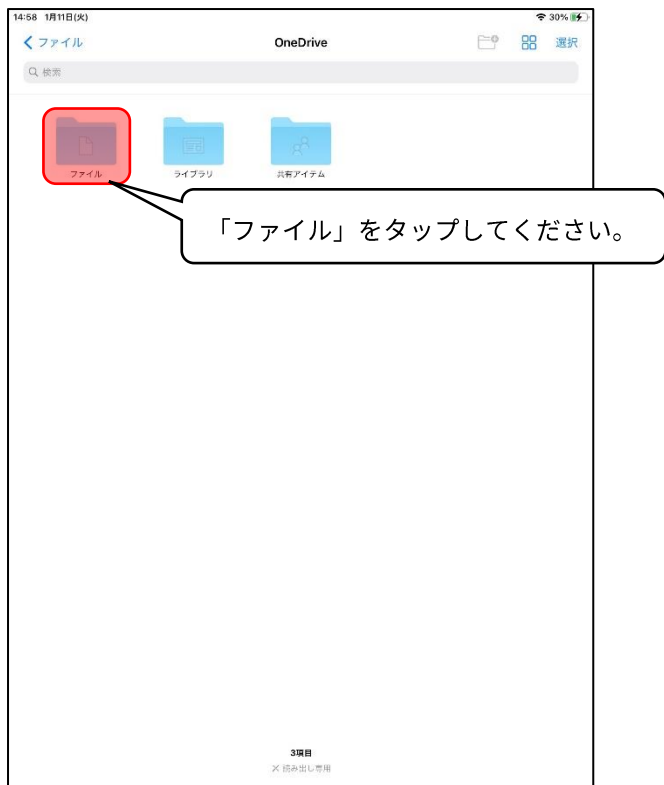 14:58 1月11日(火) 30%
ファイル OneDrive 選択
検索
ファイル ライブラリ 共有アイテム
「ファイル」をタップしてください。
3項目
× 読み出し専用